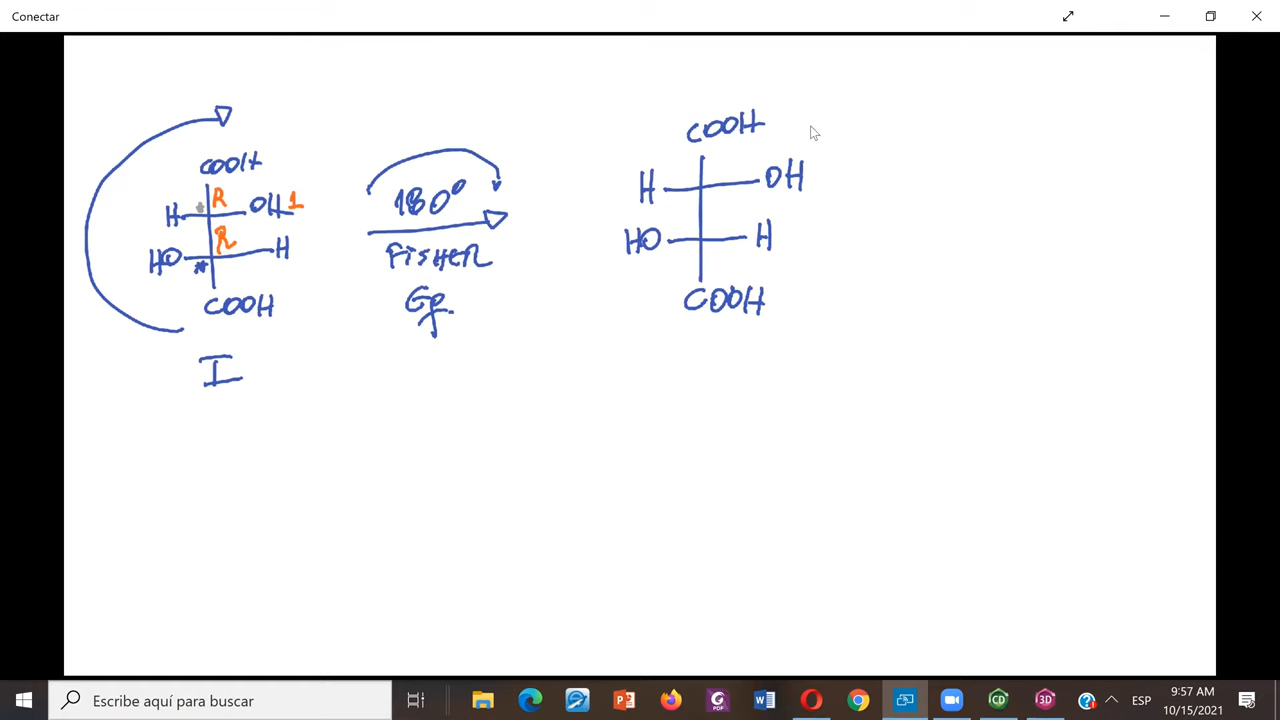 Conectar
COOH
H * R OH 1
HO * R H
COOH
I
180°
FISHER
COOH
H OH
HO H
COOH
Escribe aquí para buscar
ESP
9:57 AM
10/15/2021